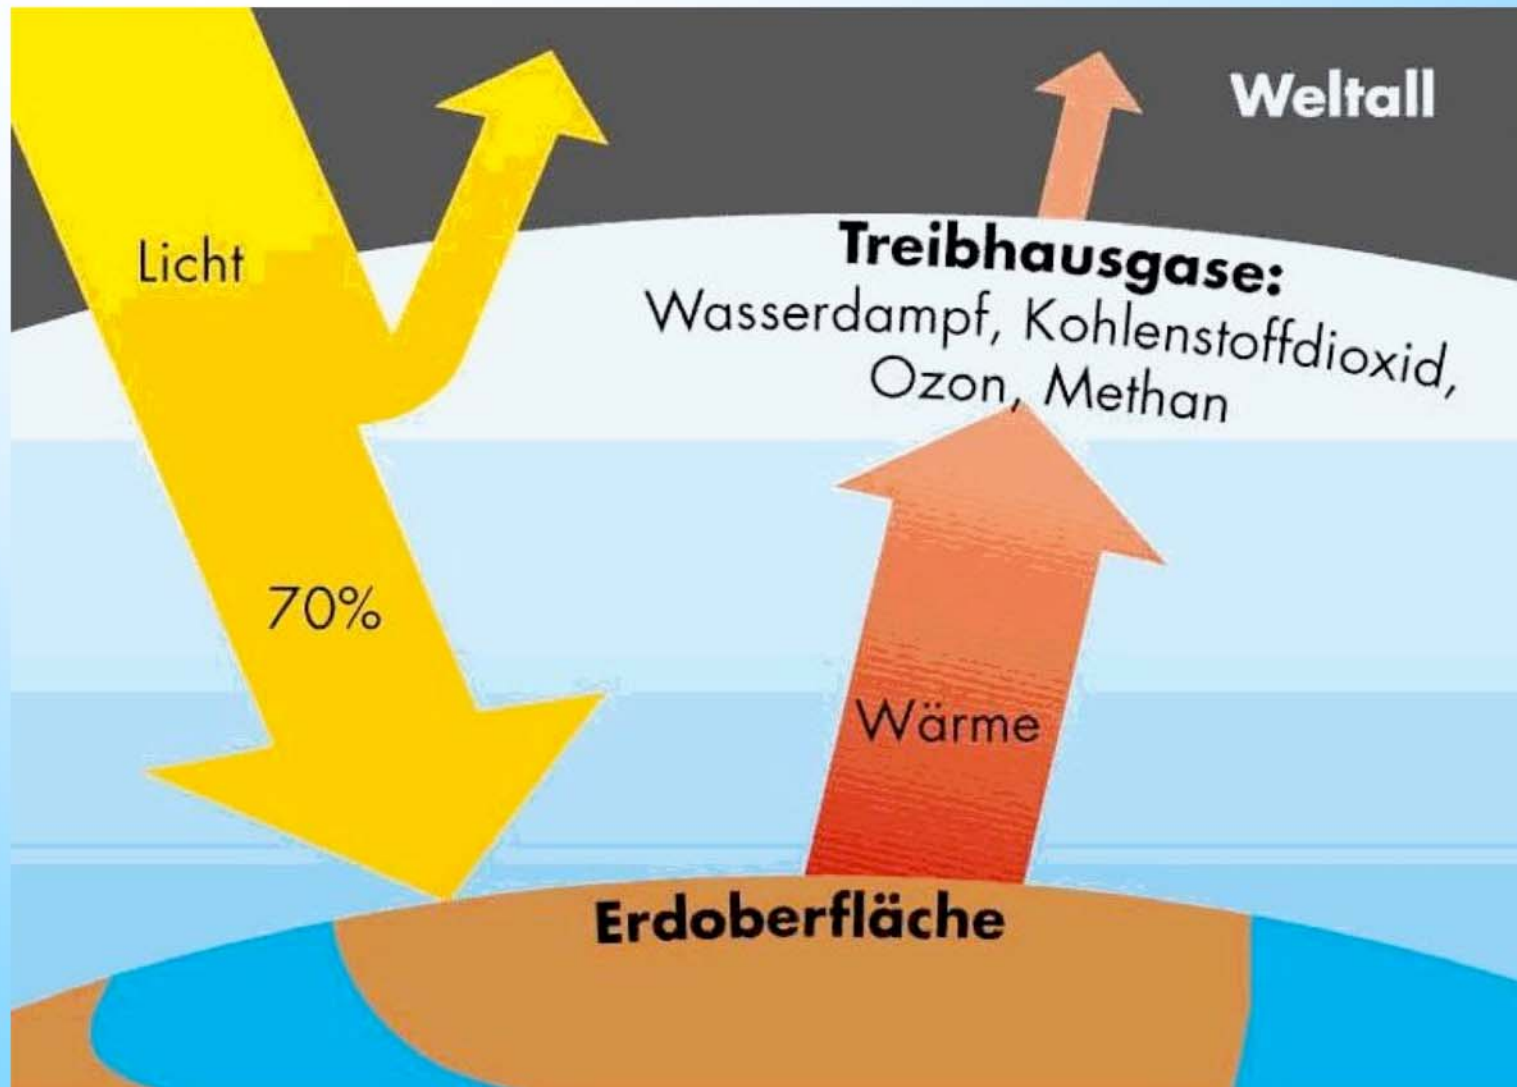 Weltall
Licht
Treibhausgase:
Wasserdampf, Kohlenstoffdioxid,
Ozon, Methan
70%
Wärme
Erdoberfläche